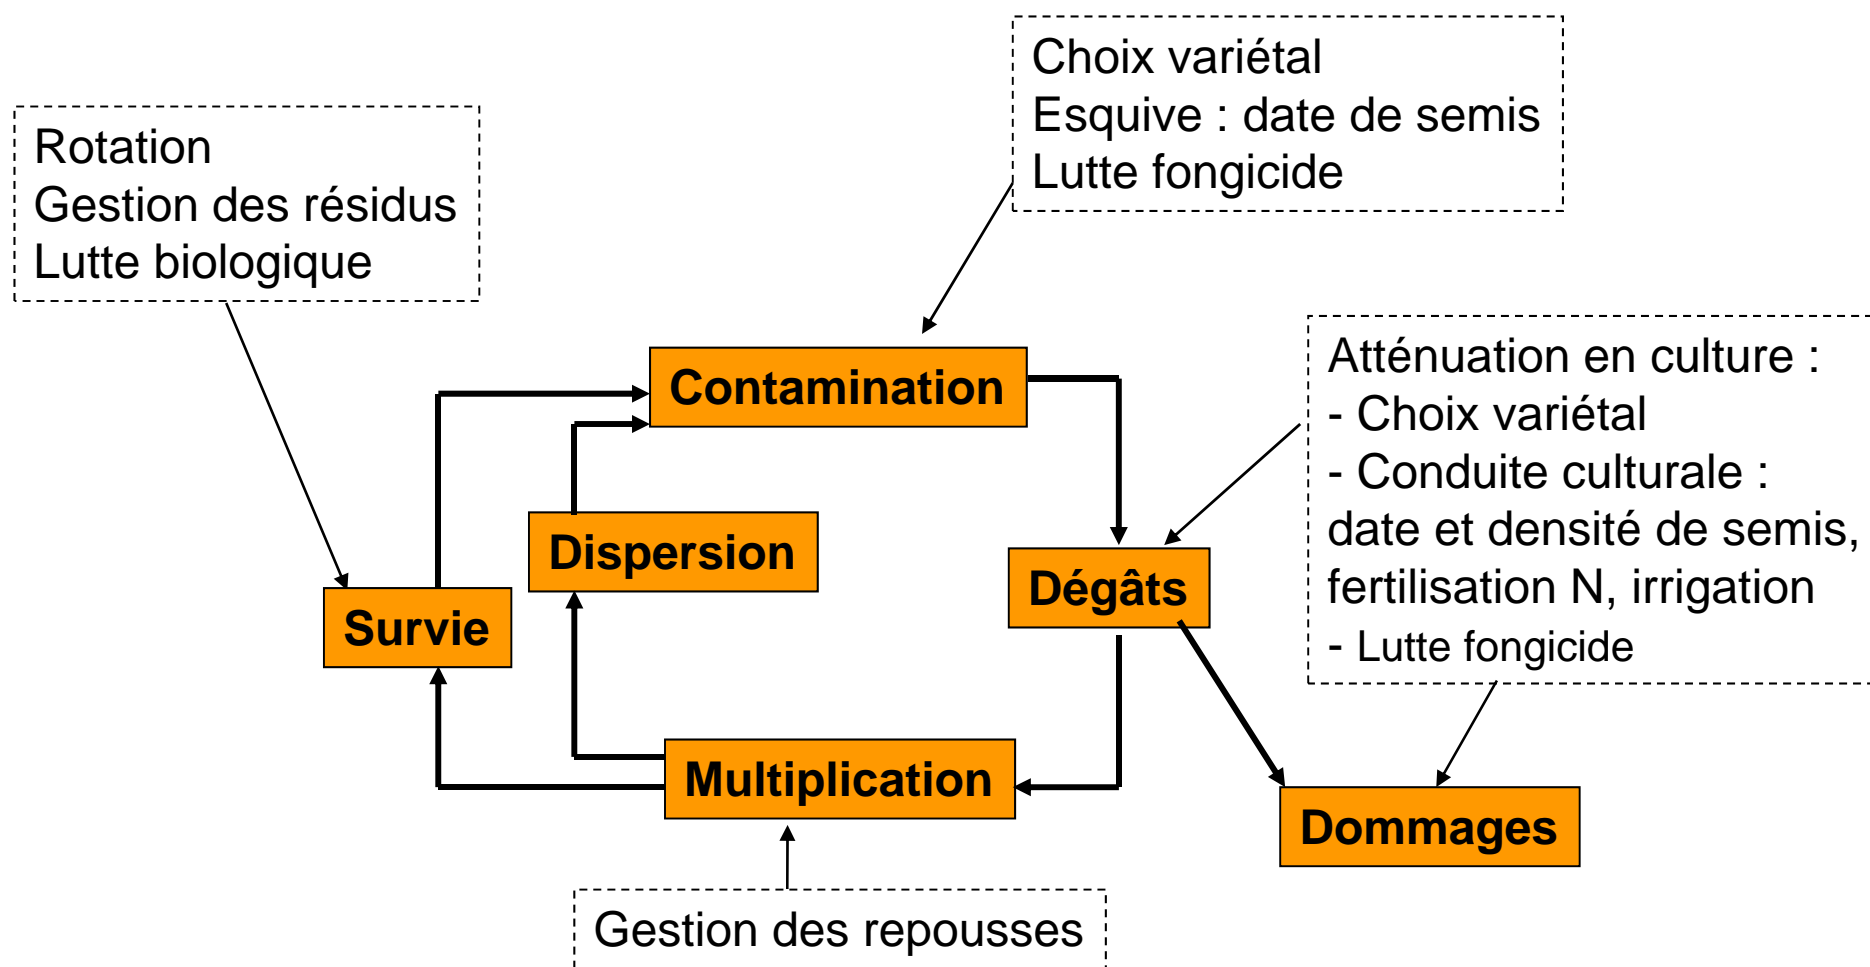 Choix variétal
Esquive : date de semis
Lutte fongicide
Rotation
Gestion des résidus
Lutte biologique
Atténuation en culture :
- Choix variétal
- Conduite culturale :
date et densité de semis,
fertilisation N, irrigation
- Lutte fongicide
Contamination
Dispersion
Dégâts
Survie
Multiplication
Dommages
Gestion des repousses